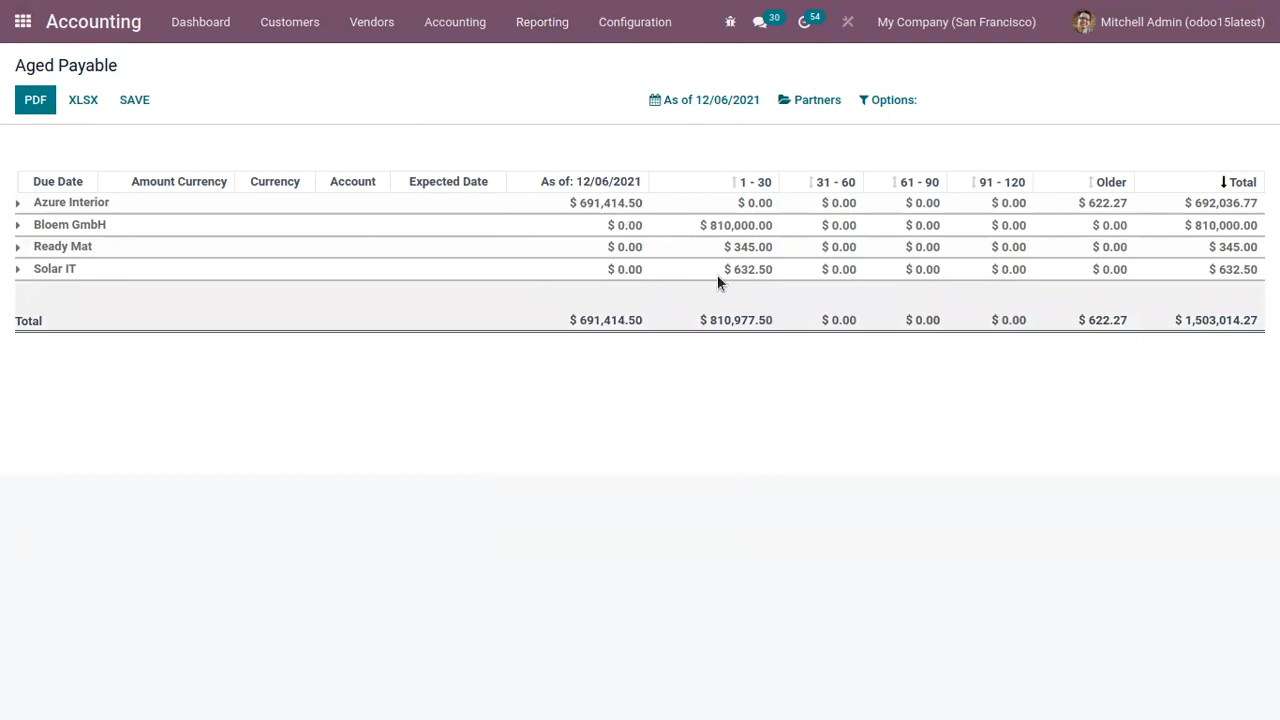 Accounting Dashboard Customers Vendors Accounting Reporting Configuration 30 54 My Company (San Francisco) Mitchell Admin (odoo15latest)
Aged Payable
PDF XLSX SAVE As of 12/06/2021 Partners Options:
Due Date Amount Currency Currency Account Expected Date As of: 12/06/2021 1 - 30 31 - 60 61 - 90 91 - 120 Older Total
Azure Interior $ 691,414.50 $ 0.00 $ 0.00 $ 0.00 $ 0.00 $ 622.27 $ 692,036.77
Bloem GmbH $ 0.00 $ 810,000.00 $ 0.00 $ 0.00 $ 0.00 $ 0.00 $ 810,000.00
Ready Mat $ 0.00 $ 345.00 $ 0.00 $ 0.00 $ 0.00 $ 0.00 $ 345.00
Solar IT $ 0.00 $ 632.50 $ 0.00 $ 0.00 $ 0.00 $ 0.00 $ 632.50
Total $ 691,414.50 $ 810,977.50 $ 0.00 $ 0.00 $ 0.00 $ 622.27 $ 1,503,014.27